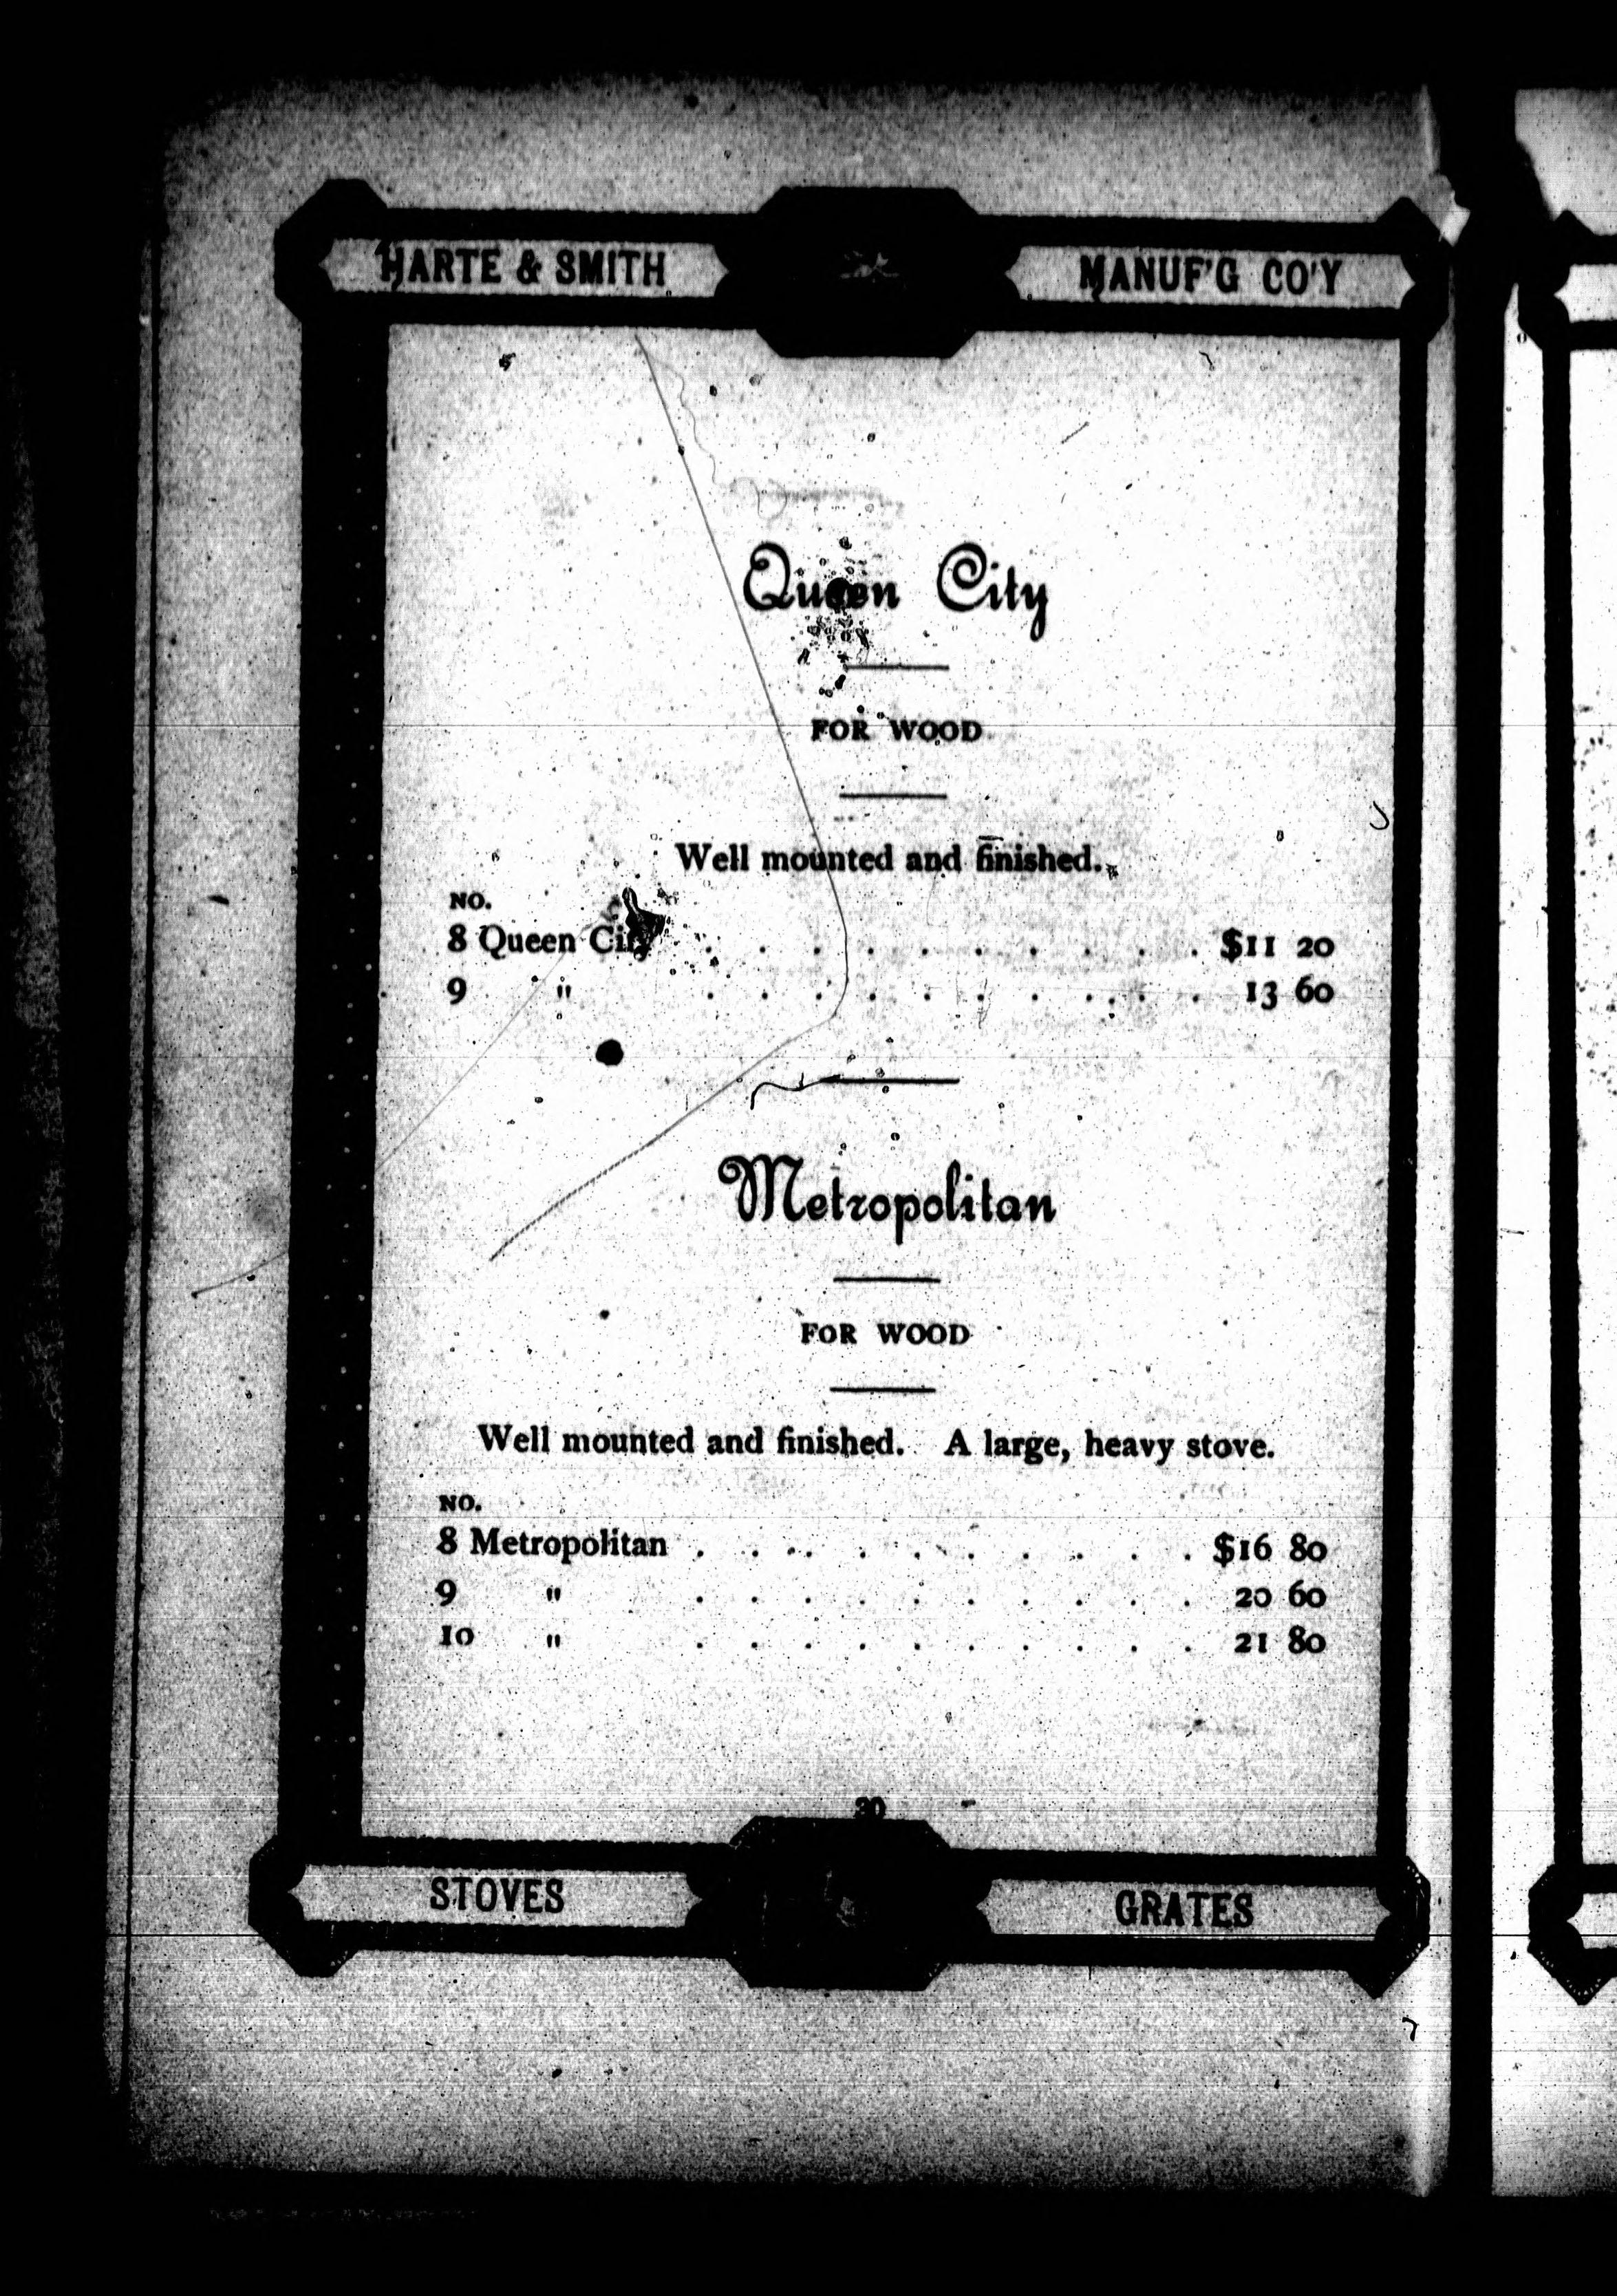 HARTE & SMITH MANUF'G CO'Y
Queen City
FOR WOOD
Well mounted and finished.
NO.
8 Queen City . . . . . . . . . . $11 20
9 " . . . . . . . . . . 13 60
Metropolitan
FOR WOOD
Well mounted and finished. A large, heavy stove.
NO.
8 Metropolitan . . . . . . . . . . $16 80
9 " . . . . . . . . . . 20 60
10 " . . . . . . . . . . 21 80
STOVES GRATES